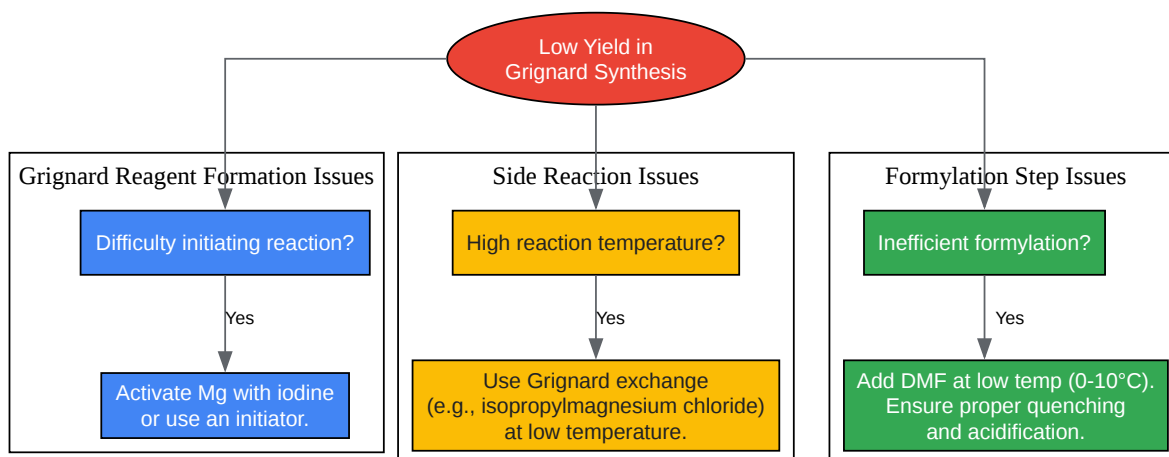 Low Yield in
Grignard Synthesis
Grignard Reagent Formation Issues
Difficulty initiating reaction?
Yes
Activate Mg with iodine
or use an initiator.
Side Reaction Issues
High reaction temperature?
Yes
Use Grignard exchange
(e.g., isopropylmagnesium chloride)
at low temperature.
Formylation Step Issues
Inefficient formylation?
Yes
Add DMF at low temp (0-10°C).
Ensure proper quenching
and acidification.